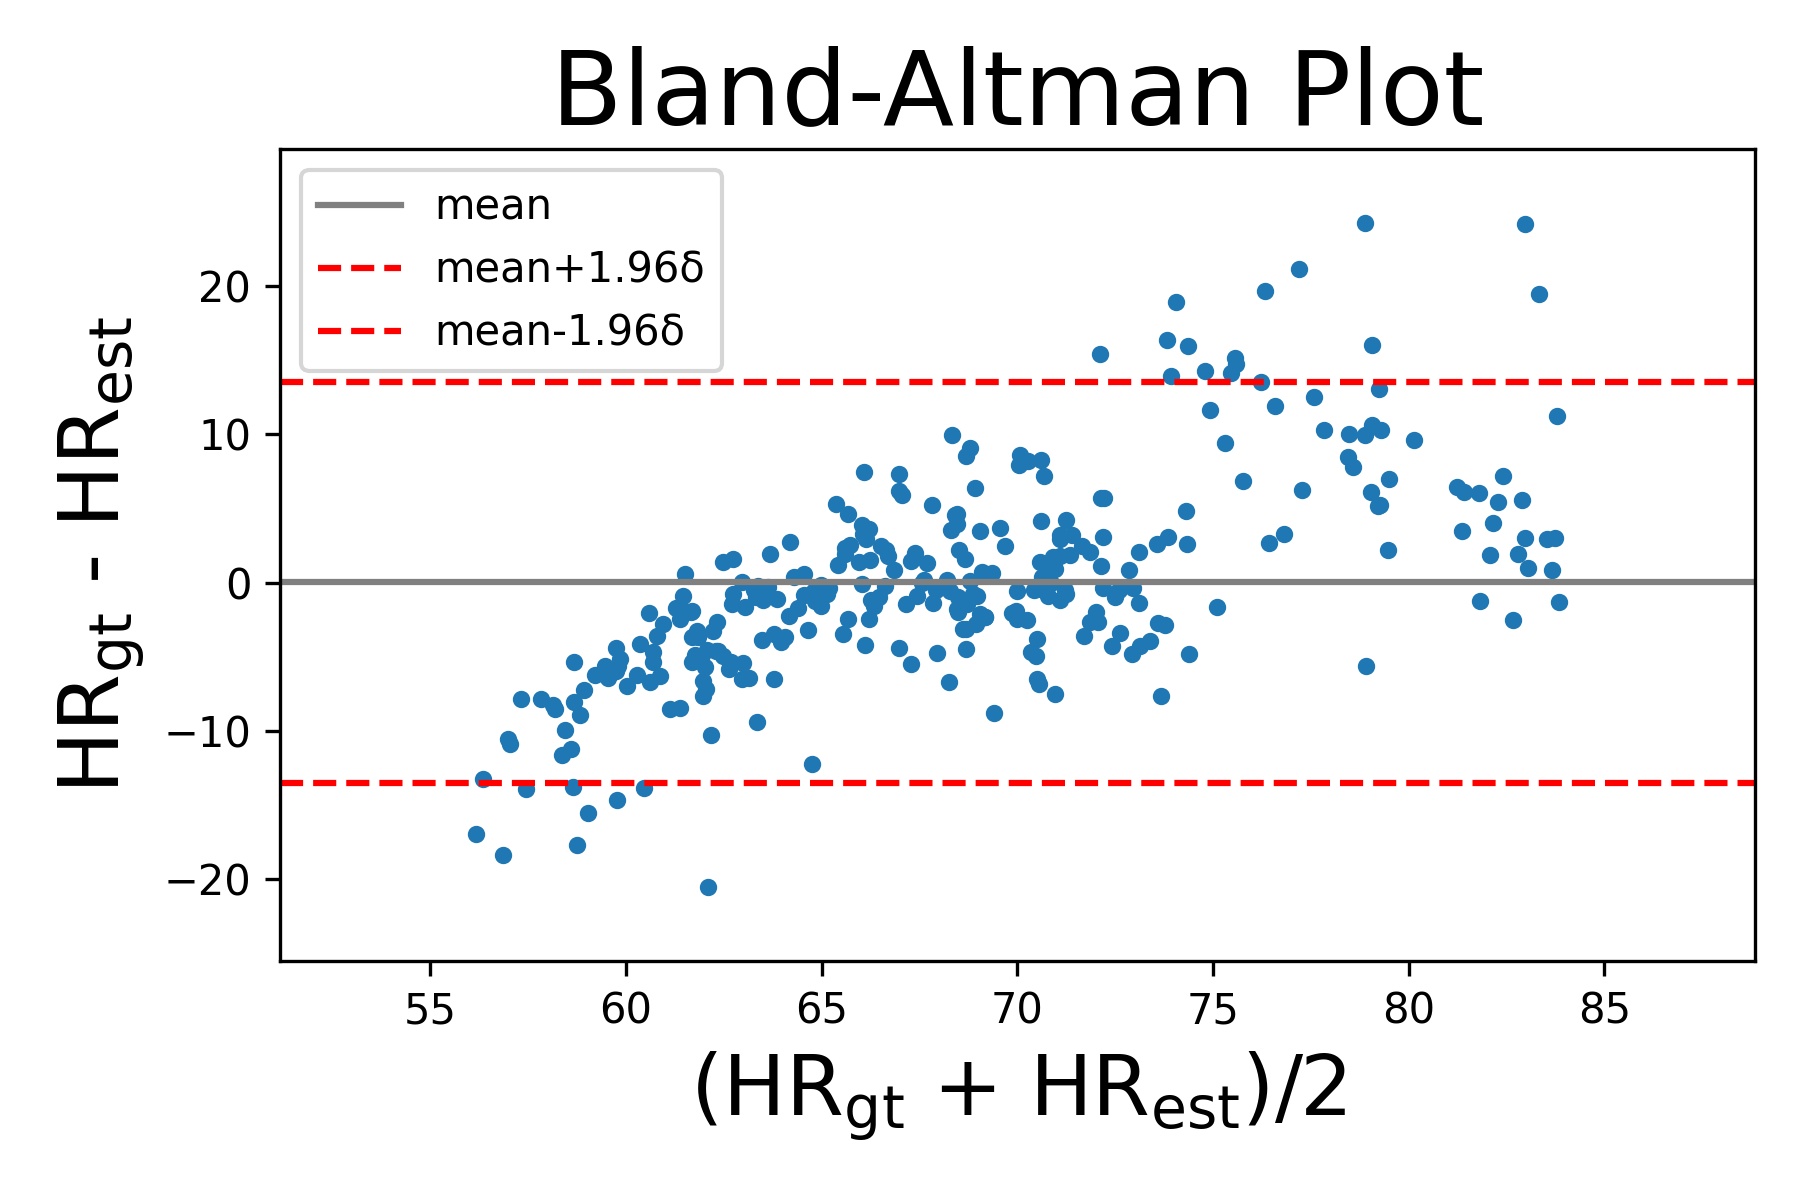 Bland-Altman Plot
mean
mean+1.96δ
mean-1.96δ
HRgt - HRest
20
10
0
−10
−20
55 60 65 70 75 80 85
(HRgt + HRest)/2